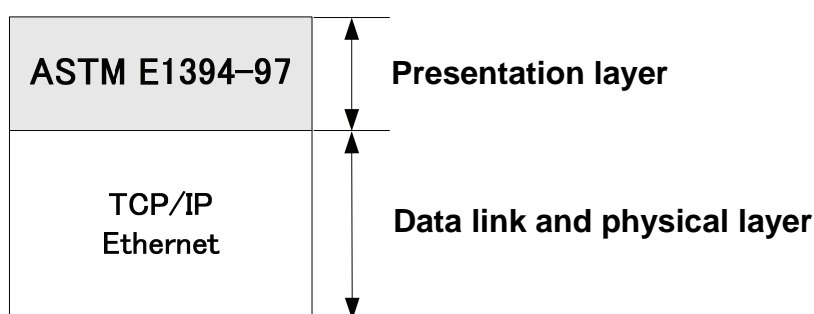 ASTM E1394-97
Presentation layer
TCP/IP
Ethernet
Data link and physical layer